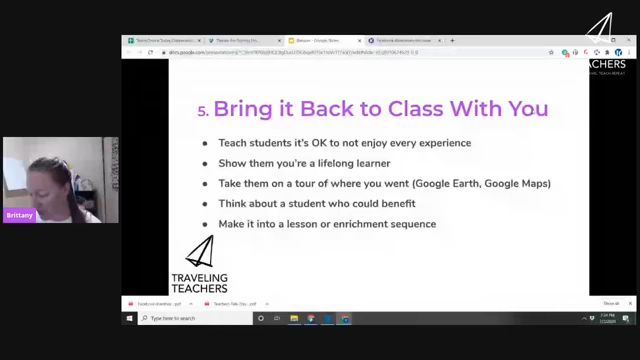 TEACHERS
5. Bring it Back to Class With You
● Teach students it's OK to not enjoy every experience
● Show them you're a lifelong learner
● Take them on a tour of where you went (Google Earth, Google Maps)
● Think about a student who could benefit
● Make it into a lesson or enrichment sequence
Brittany
TRAVELING
TEACHERS
Show all
Type here to search